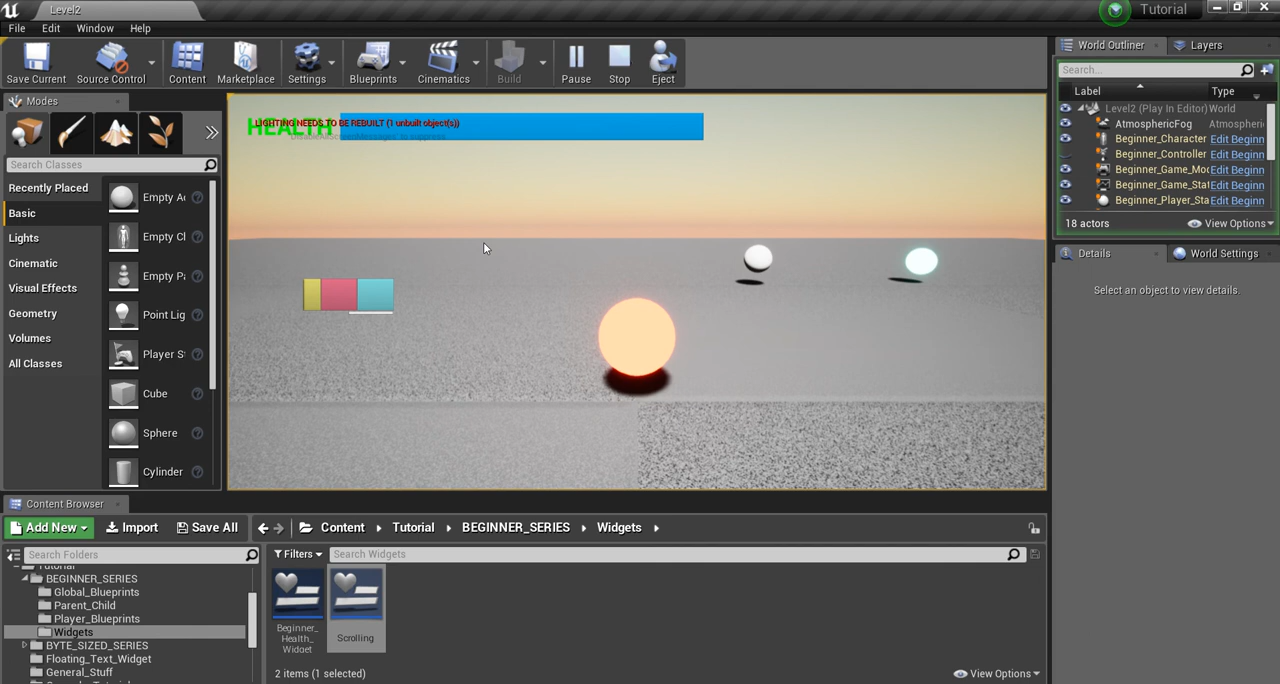 Level2
Tutorial
File Edit Window Help
Save Current Source Control Content Marketplace Settings Blueprints Cinematics Build Pause Stop Eject
World Outliner Layers
Search...
Label Type
Level2 (Play In Editor) World
AtmosphericFog Atmospheri
Beginner_Character Edit Beginn
Beginner_Controller Edit Beginn
Beginner_Game_Mo Edit Beginn
Beginner_Game_Stat Edit Beginn
Beginner_Player_Sta Edit Beginn
18 actors View Options
Details World Settings
Select an object to view details.
Modes
Search Classes
Recently Placed
Basic
Lights
Cinematic
Visual Effects
Geometry
Volumes
All Classes
Empty A
Empty C
Empty P
Point Lig
Player S
Cube
Sphere
Cylinder
HEALTH
LIGHTING NEEDS TO BE REBUILT (1 unbuilt object(s))
'DisableAllScreenMessages' to suppress
Content Browser
Add New Import Save All Content Tutorial BEGINNER_SERIES Widgets
Search Folders
Filters Search Widgets
Tutorial
BEGINNER_SERIES
Global_Blueprints
Parent_Child
Player_Blueprints
Widgets
BYTE_SIZED_SERIES
Floating_Text_Widget
General_Stuff
Beginner_
Health_
Widget
Scrolling
2 items (1 selected) View Options